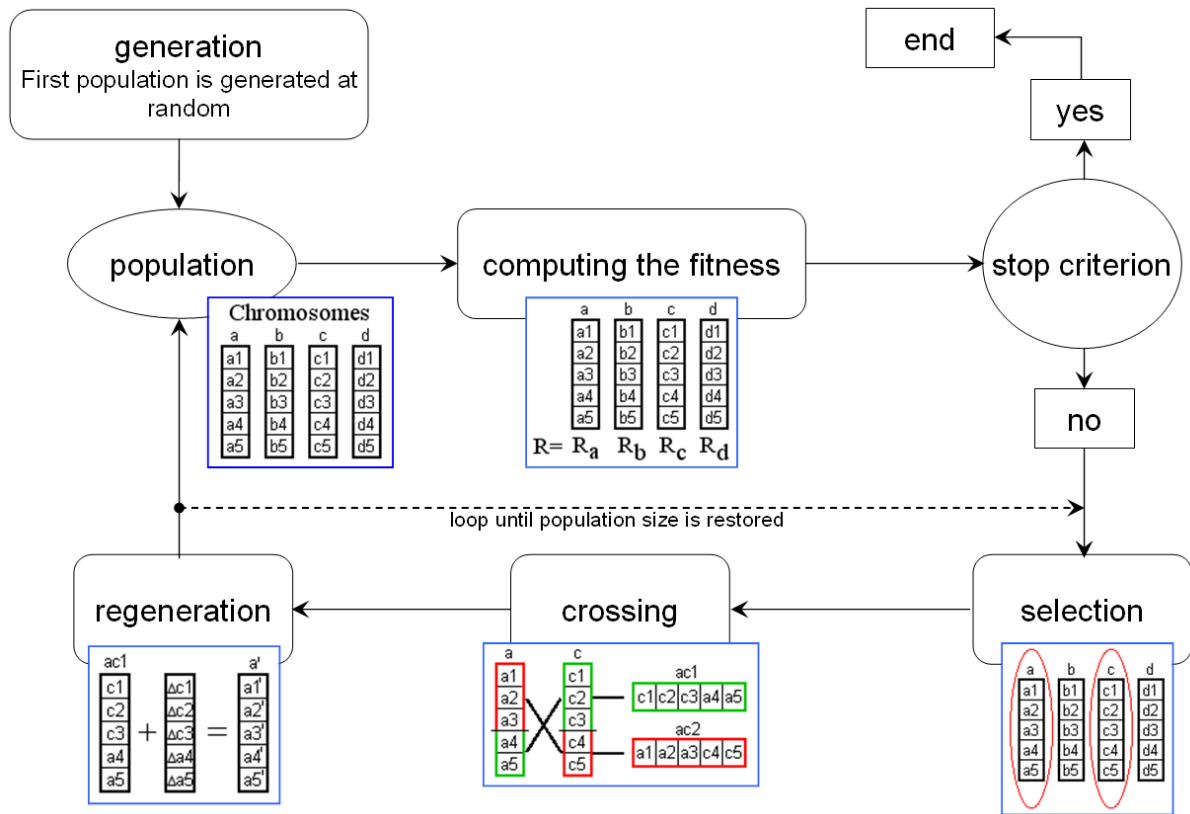 generation
First population is generated at
random
end
yes
population
computing the fitness
stop criterion
Chromosomes
a b c d
a1 b1 c1 d1
a2 b2 c2 d2
a3 b3 c3 d3
a4 b4 c4 d4
a5 b5 c5 d5
a b c d
a1 b1 c1 d1
a2 b2 c2 d2
a3 b3 c3 d3
a4 b4 c4 d4
a5 b5 c5 d5
R= Ra Rb Rc Rd
no
loop until population size is restored
regeneration
ac1 a'
c1 Δc1 a1'
c2 Δc2 a2'
c3 + Δc3 = a3'
a4 Δa4 a4'
a5 Δa5 a5'
crossing
a c
a1 c1
a2 c2
a3 c3
a4 c4
a5 c5
ac1
c1 c2 c3 a4 a5
ac2
a1 a2 a3 c4 c5
selection
a b c d
a1 b1 c1 d1
a2 b2 c2 d2
a3 b3 c3 d3
a4 b4 c4 d4
a5 b5 c5 d5